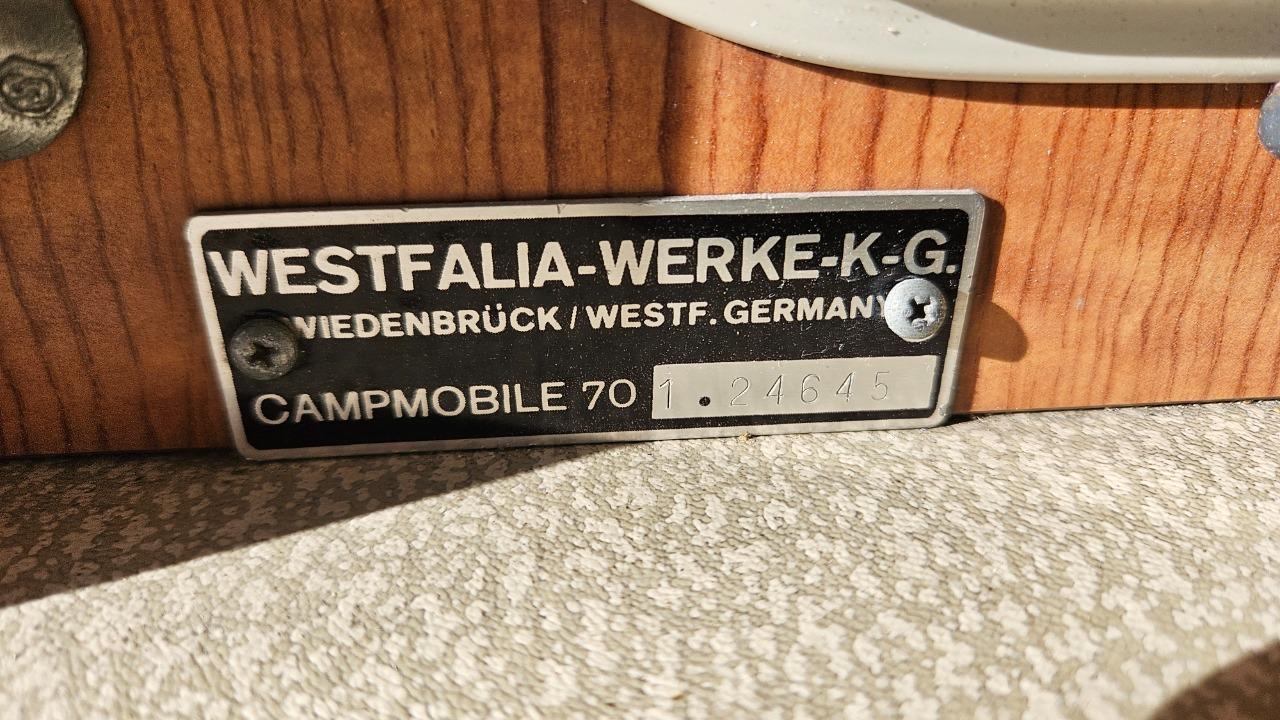 WESTFALIA-WERKE-K-G.
WIEDENBRÜCK / WESTF. GERMANY
CAMPMOBILE 70 1.24645